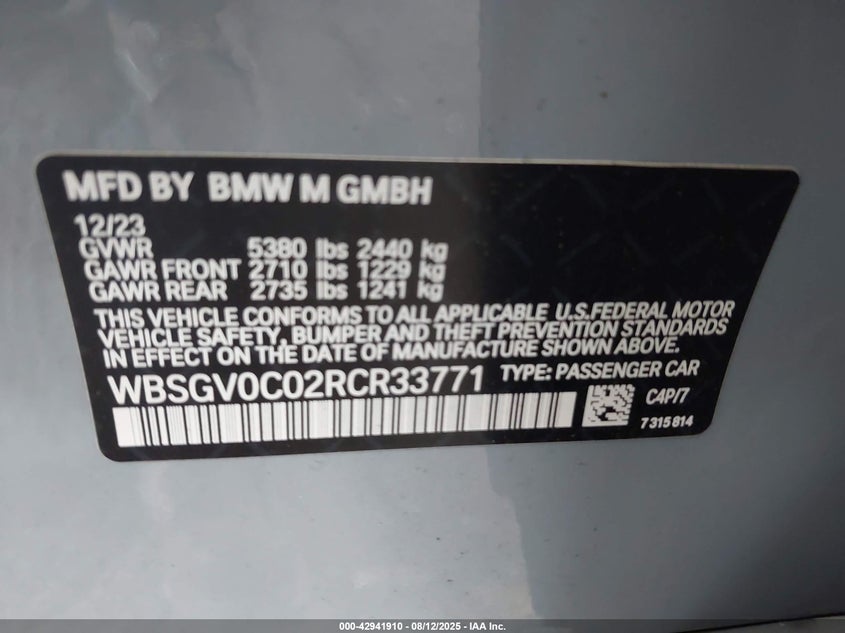 MFD BY BMW M GMBH
12/23
GVWR 5380 lbs 2440 kg
GAWR FRONT 2710 lbs 1229 kg
GAWR REAR 2735 lbs 1241 kg
THIS VEHICLE CONFORMS TO ALL APPLICABLE U.S.FEDERAL MOTOR
VEHICLE SAFETY, BUMPER AND THEFT PREVENTION STANDARDS
IN EFFECT ON THE DATE OF MANUFACTURE SHOWN ABOVE.
WBSGV0C02RCR33771 TYPE: PASSENGER CAR
C4P/7
7315814
000-42941910 - 08/12/2025 - IAA Inc.